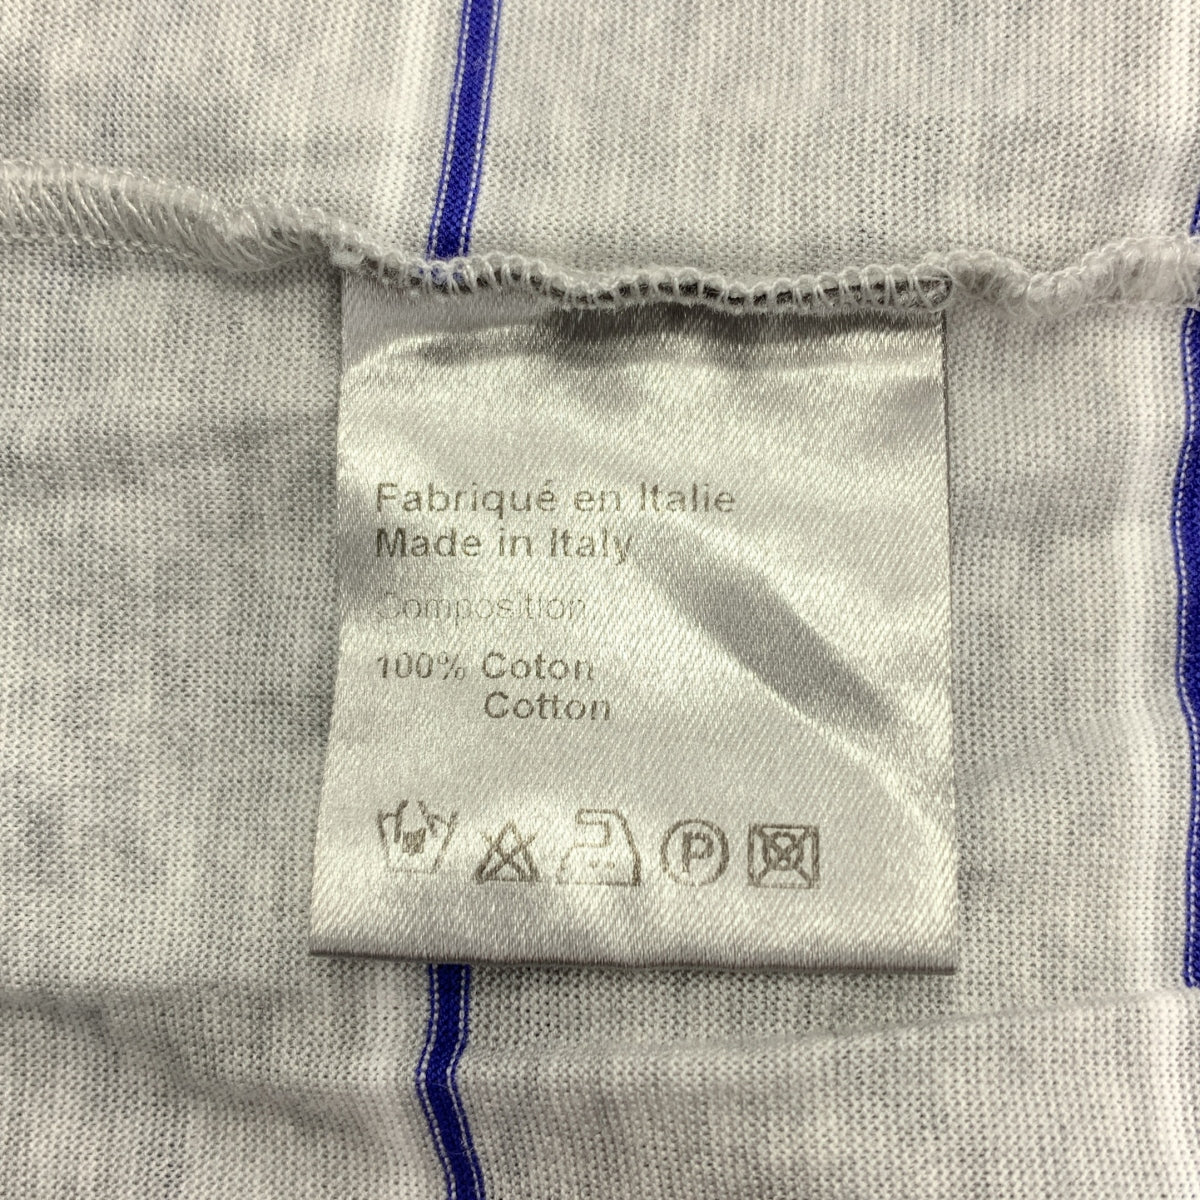 Fabriqué en Italie
Made in Italy
Composition
100% Coton
Cotton
P